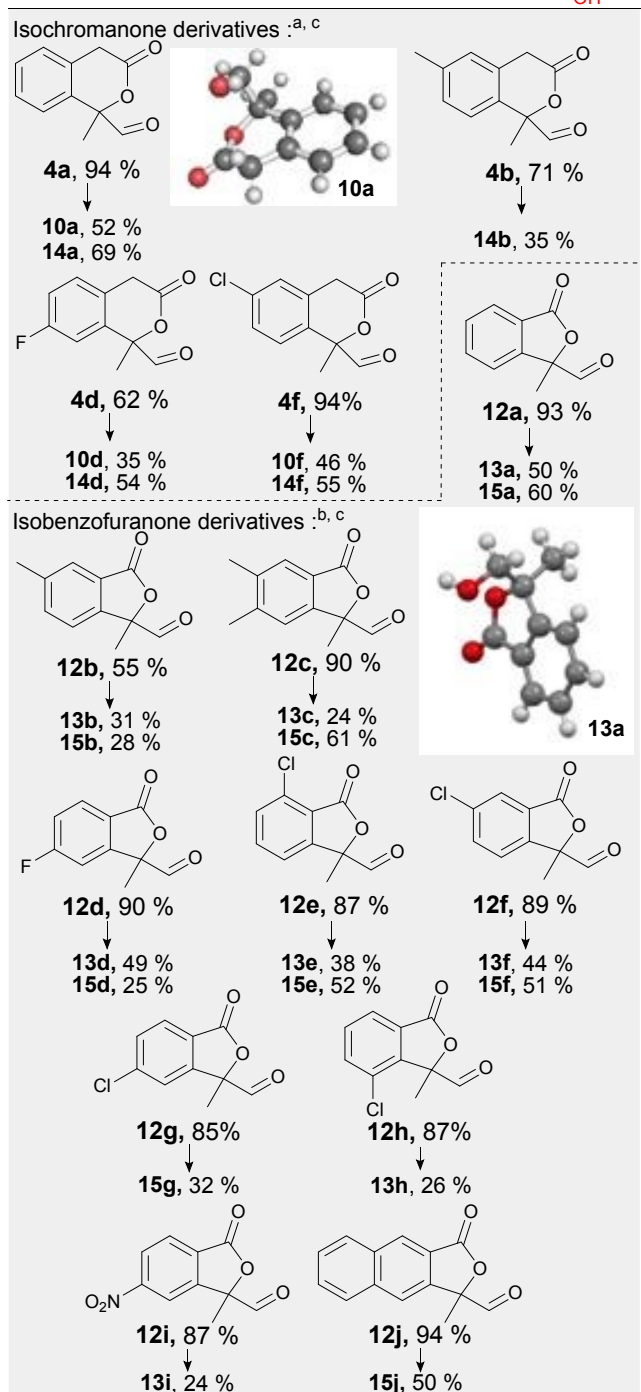 OH
Isochromanone derivatives :a, c
O
O
O
4a, 94 %
10a, 52 %
14a, 69 %
10a
O
O
O
4b, 71 %
14b, 35 %
F
O
O
O
4d, 62 %
10d, 35 %
14d, 54 %
Cl
O
O
O
4f, 94%
10f, 46 %
14f, 55 %
O
O
O
12a, 93 %
13a, 50 %
15a, 60 %
Isobenzofuranone derivatives :b, c
O
O
O
12b, 55 %
13b, 31 %
15b, 28 %
O
O
O
12c, 90 %
13c, 24 %
15c, 61 %
13a
F
O
O
O
12d, 90 %
13d, 49 %
15d, 25 %
Cl
O
O
O
12e, 87 %
13e, 38 %
15e, 52 %
Cl
O
O
O
12f, 89 %
13f, 44 %
15f, 51 %
Cl
O
O
O
12g, 85%
15g, 32 %
Cl
O
O
O
12h, 87%
13h, 26 %
O2N
O
O
O
12i, 87 %
13i, 24 %
O
O
O
12j, 94 %
15j, 50 %